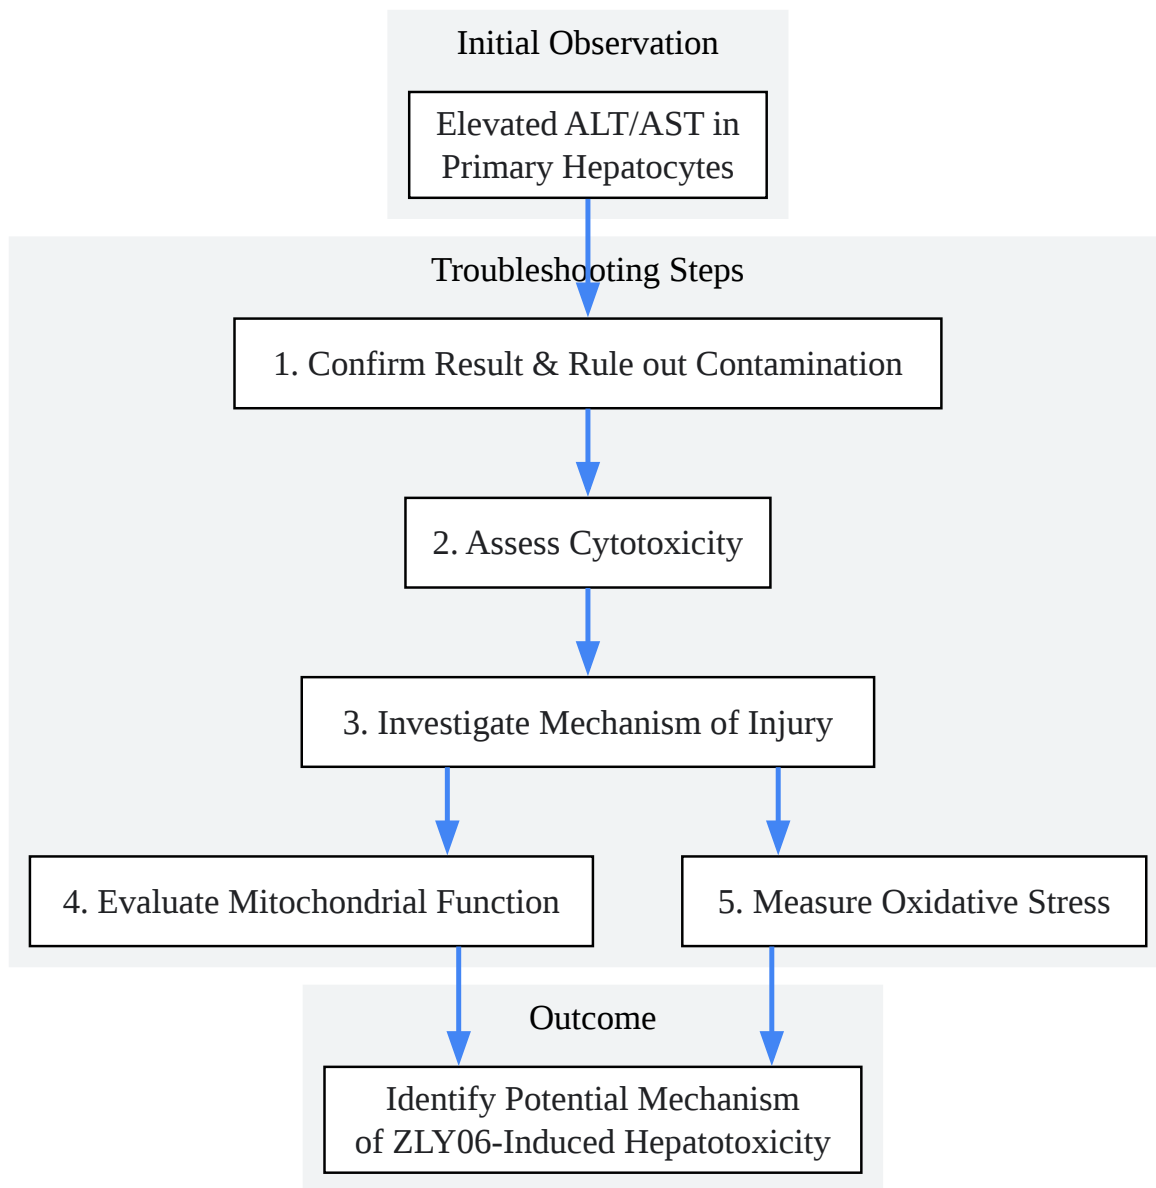 Initial Observation
Elevated ALT/AST in
Primary Hepatocytes
Troubleshooting Steps
1. Confirm Result & Rule out Contamination
2. Assess Cytotoxicity
3. Investigate Mechanism of Injury
4. Evaluate Mitochondrial Function
5. Measure Oxidative Stress
Outcome
Identify Potential Mechanism
of ZLY06-Induced Hepatotoxicity